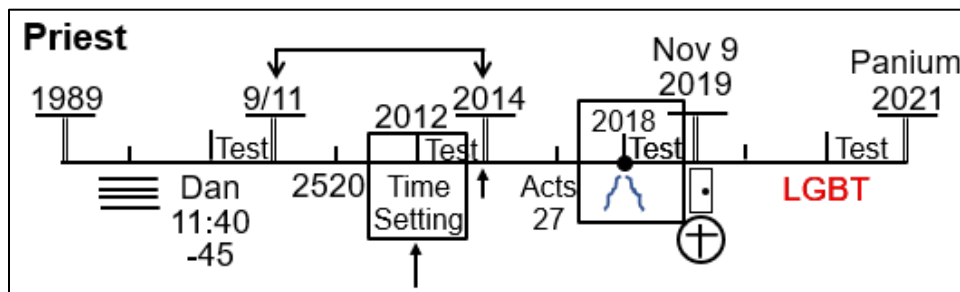 Priest
Nov 9
1989
9/11
2014
2019
Panium
2021
2012
2018
Test
Test
Test
Test
Dan
11:40
-45
2520
Time
Setting
Acts
27
LGBT